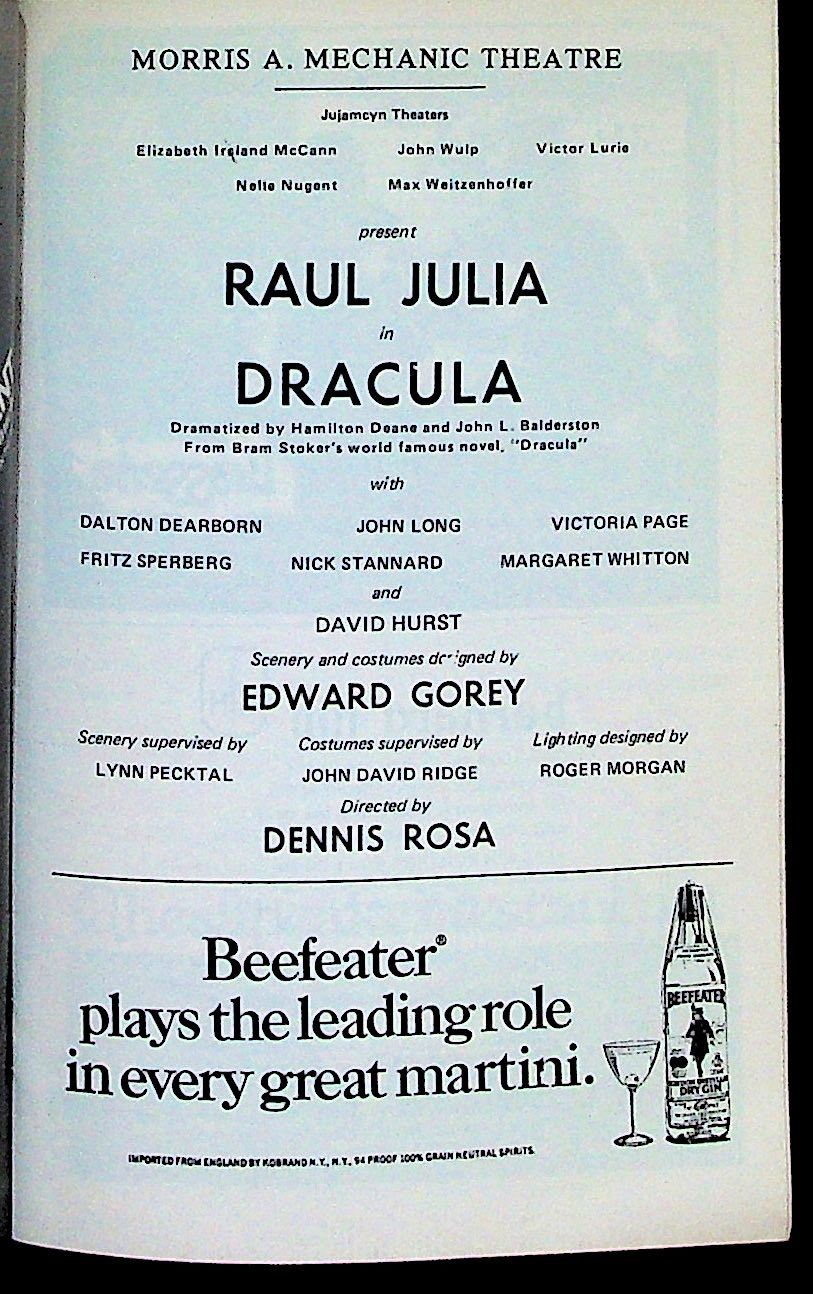 MORRIS A. MECHANIC THEATRE
Jujamcyn Theaters
Elizabeth Ireland McCann John Wulp Victor Lurie
Nelle Nugent Max Weitzenhoffer
present
RAUL JULIA
in
DRACULA
Dramatized by Hamilton Deane and John L. Balderston
From Bram Stoker's world famous novel, "Dracula"
with
DALTON DEARBORN JOHN LONG VICTORIA PAGE
FRITZ SPERBERG NICK STANNARD MARGARET WHITTON
and
DAVID HURST
Scenery and costumes designed by
EDWARD GOREY
Scenery supervised by Costumes supervised by Lighting designed by
LYNN PECKTAL JOHN DAVID RIDGE ROGER MORGAN
Directed by
DENNIS ROSA
Beefeater®
plays the leading role
in every great martini.
BEEFEATER
DRY GIN
IMPORTED FROM ENGLAND BY KOBRAND N.Y., N.Y., 94 PROOF 100% GRAIN NEUTRAL SPIRITS